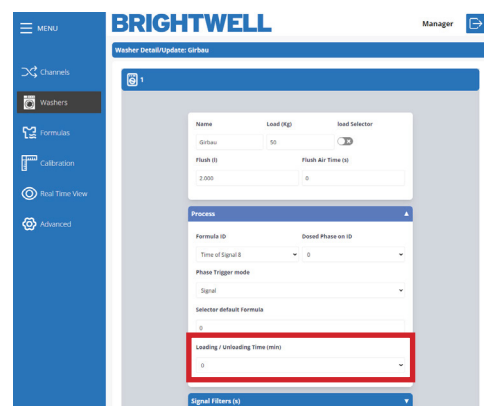 MENU
BRIGHTWELL
Manager
Washer Detail/Update: Girbau
Channels
1
Washers
Name Load (Kg) load Selector
Girbau 50
Formulas
Flush (l) Flush Air Time (s)
Calibration
2.000 0
Real Time View
Process
Advanced
Formula ID Dosed Phase on ID
Time of Signal 8 0
Phase Trigger mode
Signal
Selector default Formula
0
Loading / Unloading Time (min)
0
Signal Filters (s)